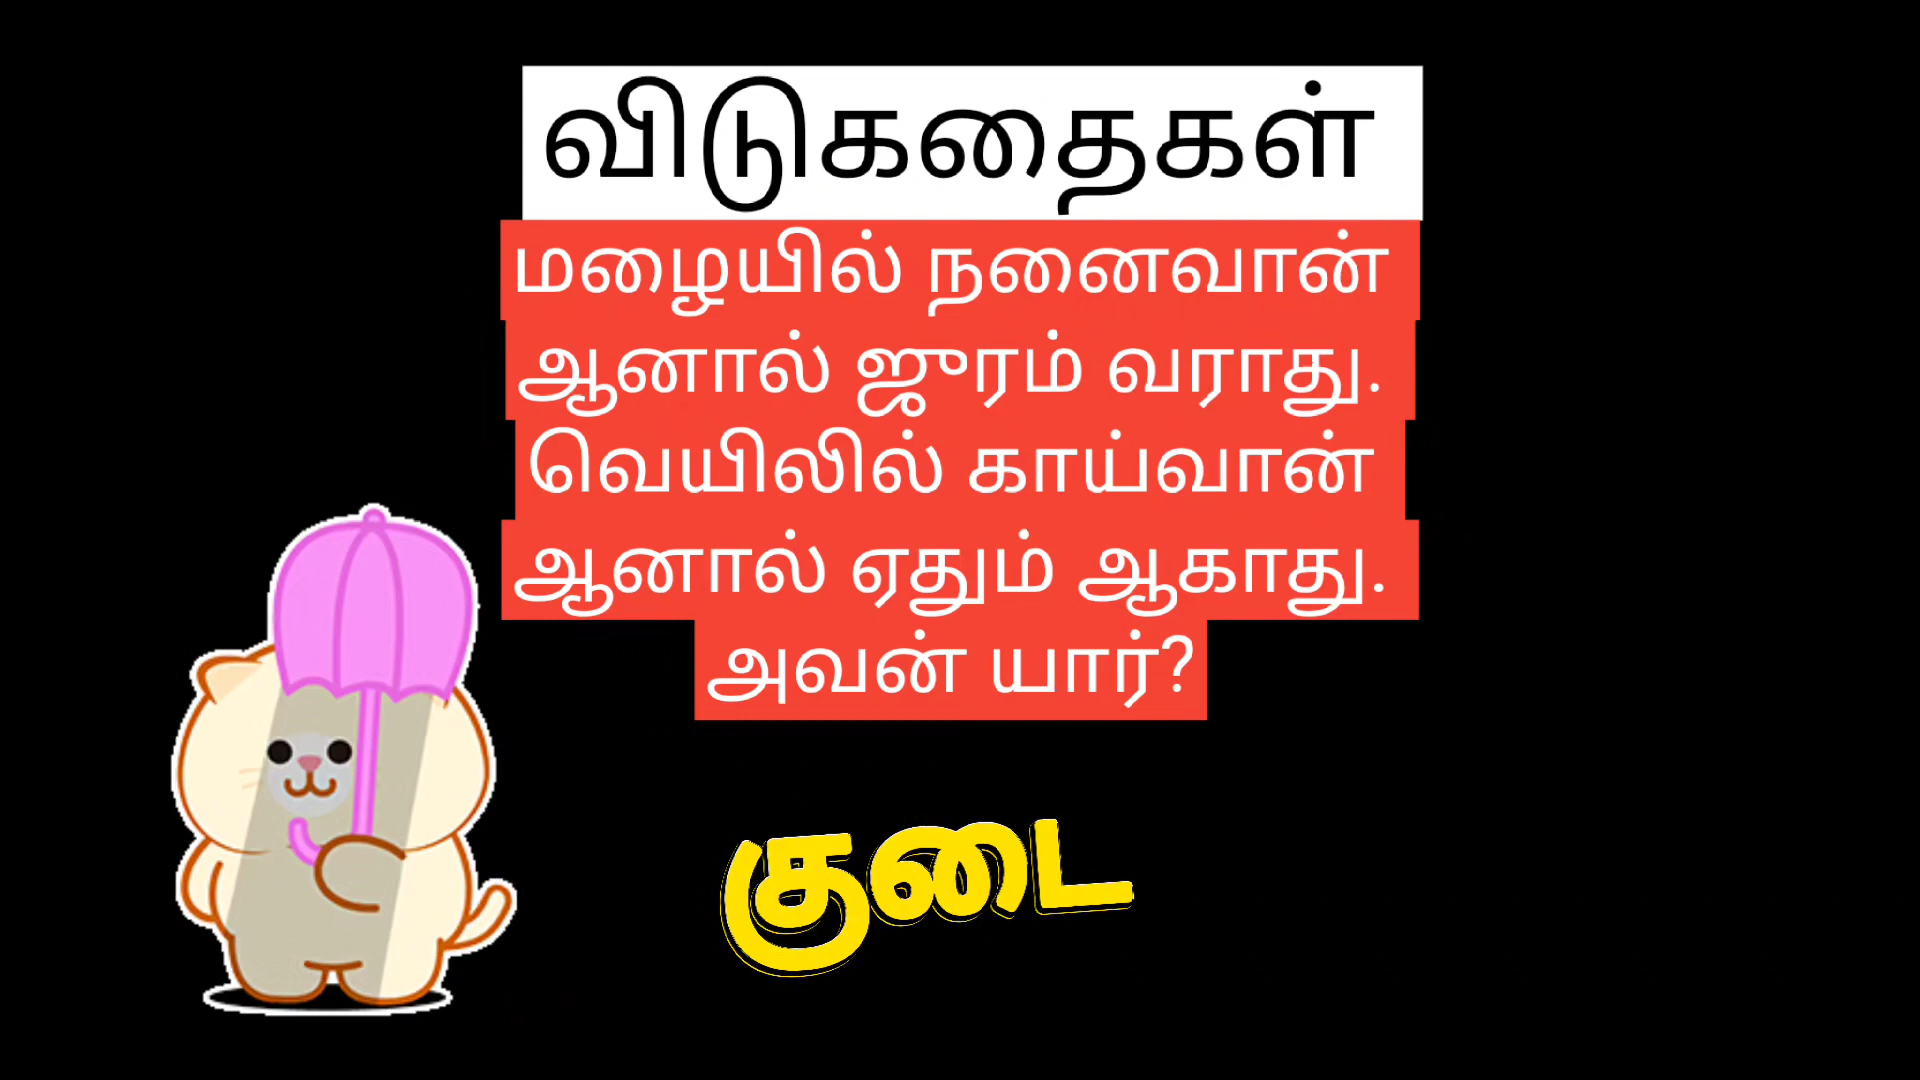 விடுகதைகள்
மழையில் நனைவான்
ஆனால் ஜுரம் வராது.
வெயிலில் காய்வான்
ஆனால் ஏதும் ஆகாது.
அவன் யார்?
குடை